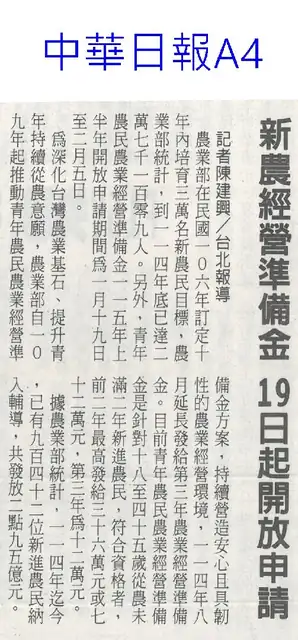 中華日報A4
新農經營準備金 19日起開放申請
記者陳建興／台北報導
農業部在民國一０六年訂定十
年內培育三萬名新農民目標，農
業部統計，到一一四年底已達二
萬七千一百零九人。另外，青年
農民農業經營準備金一一五年上
半年開放申請期間為一月十九日
至二月五日。
為深化台灣農業基石、提升青
年持續從農意願，農業部自一０
九年起推動青年農民農業經營準
備金方案，持續營造安心且具韌
性的農業經營環境，一一四年八
月延長發給第三年農業經營準備
金。目前青年農民農業經營準備
金是針對十八至四十五歲從農未
滿二年新進農民，符合資格者，
前二年最高發給三十六萬元或七
十二萬元，第三年為十二萬元。
據農業部統計，一一四年迄今
，已有九百四十二位新進農民納
入輔導，共發放二點九五億元。